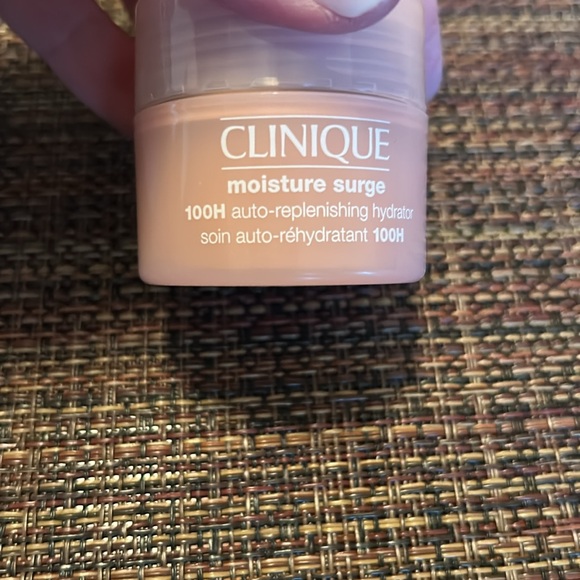 CLINIQUE
moisture surge
100H auto-replenishing hydrator
soin auto-réhydratant 100H